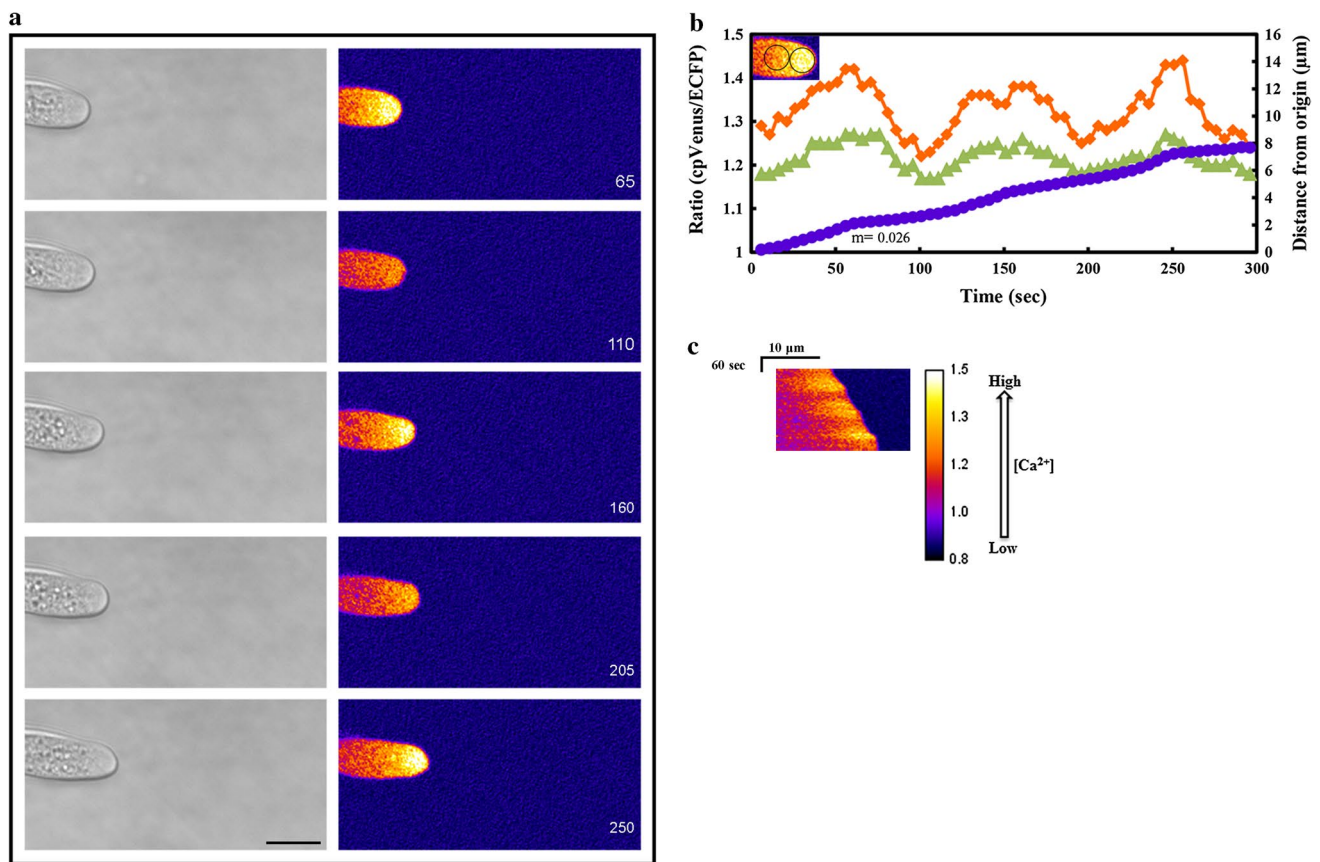 a
65
110
160
205
250
b
Ratio (cpVenus/ECFP)
1.5
1.4
1.3
1.2
1.1
1
m= 0.026
0 50 100 150 200 250 300
Time (sec)
16
14
12
10
8
6
4
2
0
Distance from origin (µm)
c
10 µm
60 sec
1.5
1.3
1.2
1.0
0.8
High
[Ca²⁺]
Low